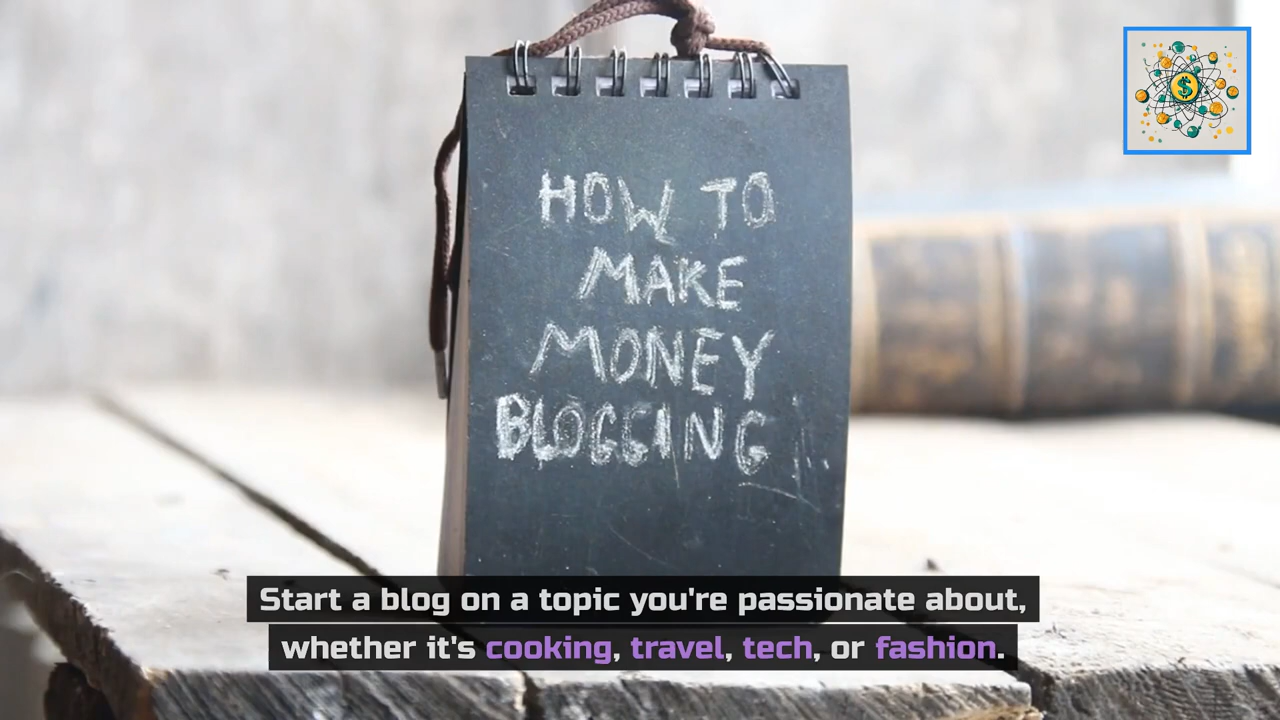 HOW TO
MAKE
MONEY
BLOGGING
Start a blog on a topic you're passionate about,
whether it's cooking, travel, tech, or fashion.